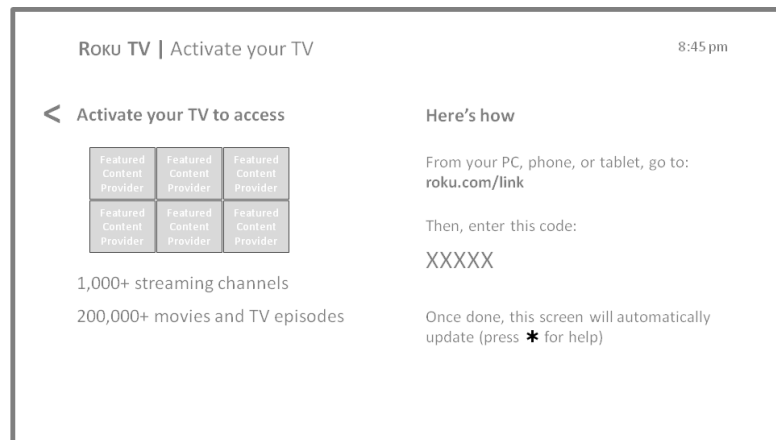 ROKU TV | Activate your TV
8:45 pm
< Activate your TV to access
Featured Content Provider
Featured Content Provider
Featured Content Provider
Featured Content Provider
Featured Content Provider
Featured Content Provider
1,000+ streaming channels
200,000+ movies and TV episodes
Here’s how
From your PC, phone, or tablet, go to:
roku.com/link
Then, enter this code:
XXXXX
Once done, this screen will automatically
update (press * for help)